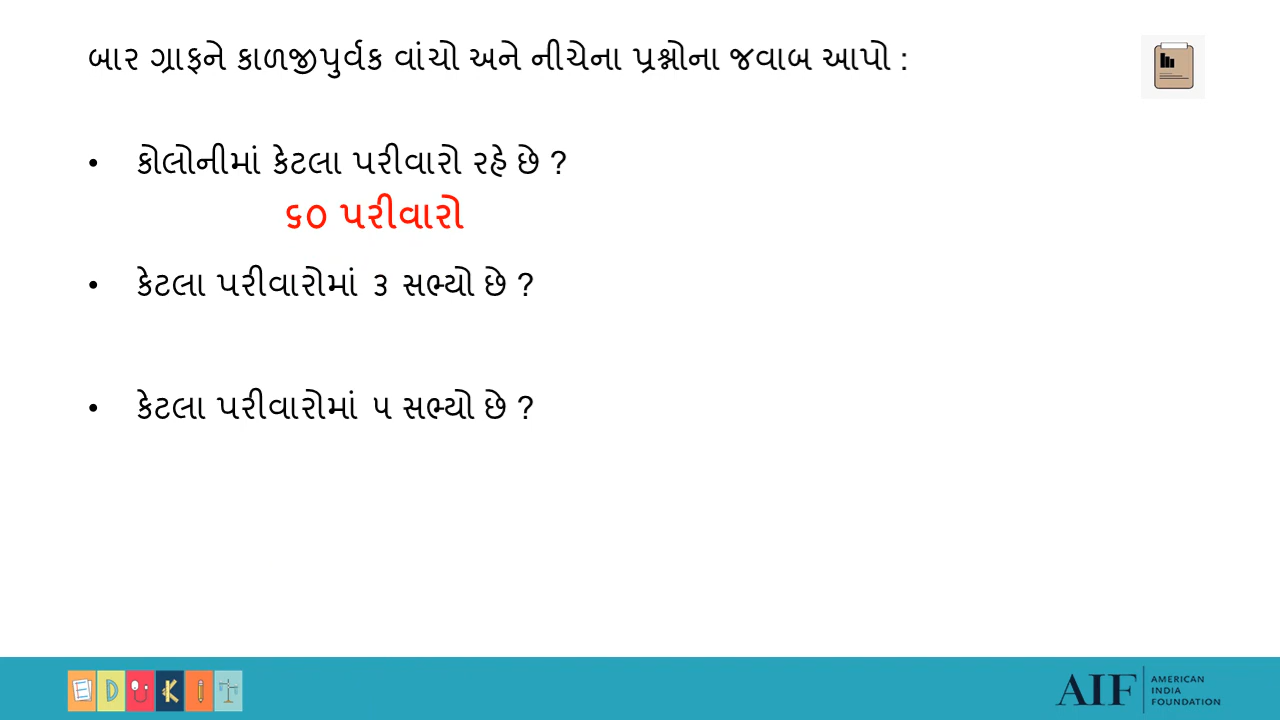 બાર ગ્રાફને કાળજીપુર્વક વાંચો અને નીચેના પ્રશ્નોના જવાબ આપો :
• કોલોનીમાં કેટલા પરીવારો રહે છે ?
૬૦ પરીવારો
• કેટલા પરીવારોમાં ૩ સભ્યો છે ?
• કેટલા પરીવારોમાં ૫ સભ્યો છે ?
EDUKIT
AIF AMERICAN
INDIA
FOUNDATION